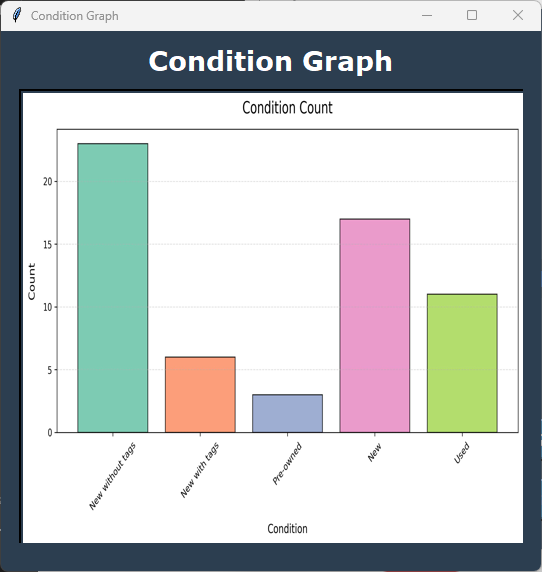 Condition Graph
Condition Graph
Condition Count
Count
20
15
10
5
0
New without tags
New with tags
Pre-owned
New
Used
Condition